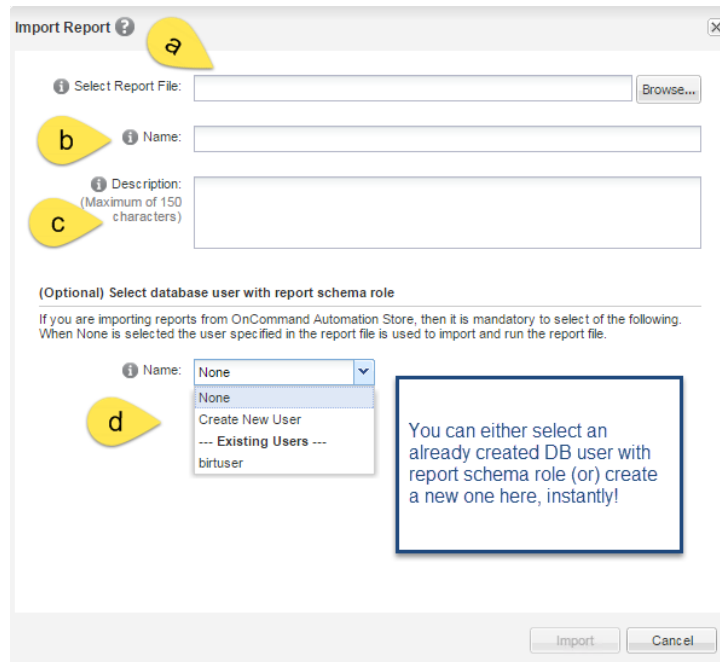 Import Report ?
a
i Select Report File:
Browse...
b
i Name:
i Description:
(Maximum of 150
characters)
c
(Optional) Select database user with report schema role
If you are importing reports from OnCommand Automation Store, then it is mandatory to select of the following.
When None is selected the user specified in the report file is used to import and run the report file.
i Name:
None
None
d
Create New User
--- Existing Users ---
birtuser
You can either select an
already created DB user with
report schema role (or) create
a new one here, instantly!
Import
Cancel